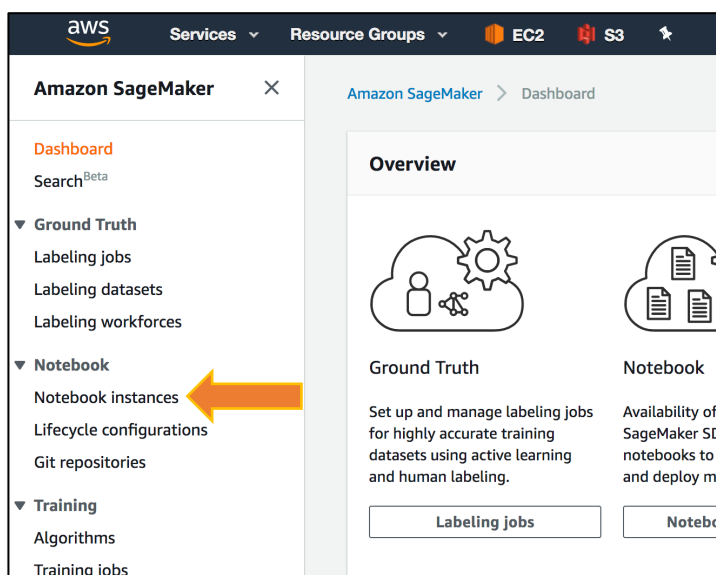 aws
Services
Resource Groups
EC2
S3
Amazon SageMaker
Dashboard
Search Beta
Ground Truth
Labeling jobs
Labeling datasets
Labeling workforces
Notebook
Notebook instances
Lifecycle configurations
Git repositories
Training
Algorithms
Training jobs
Amazon SageMaker > Dashboard
Overview
Ground Truth
Set up and manage labeling jobs
for highly accurate training
datasets using active learning
and human labeling.
Labeling jobs
Notebook
Availability of
SageMaker
notebooks to
and deploy